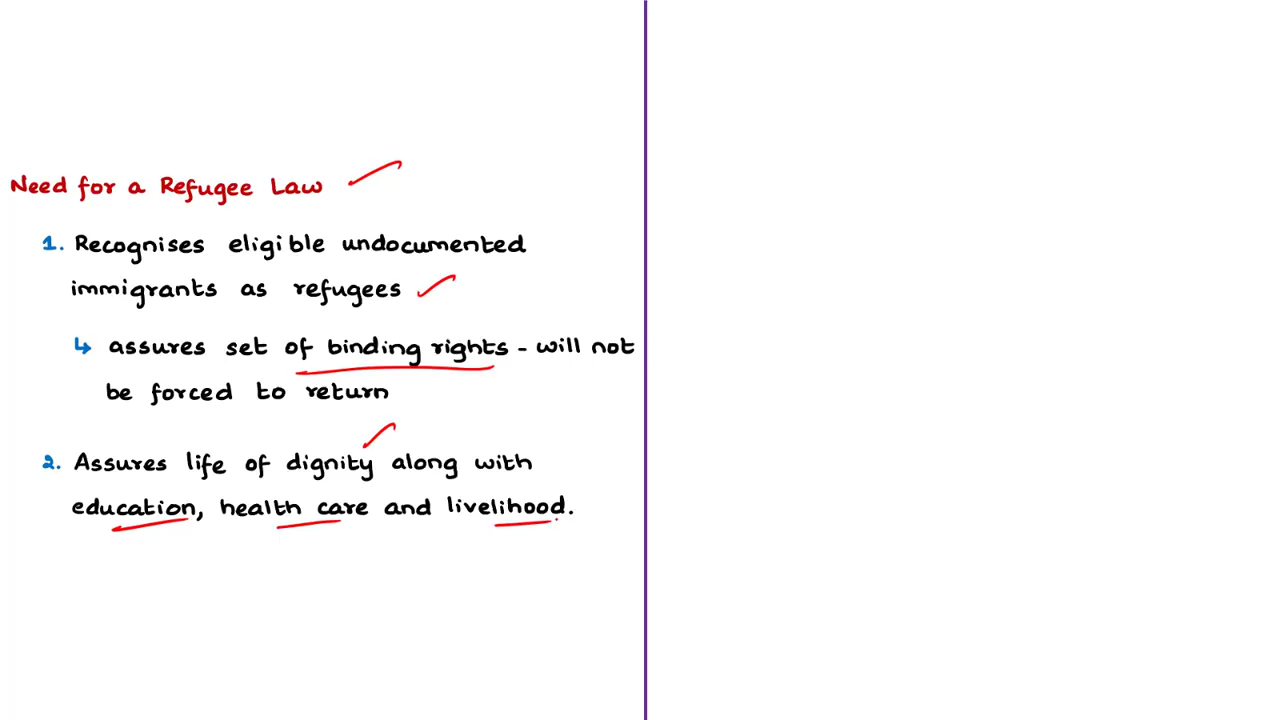 Need for a Refugee Law
1. Recognises eligible undocumented
immigrants as refugees
↳ assures set of binding rights - will not
be forced to return
2. Assures life of dignity along with
education, health care and livelihood.